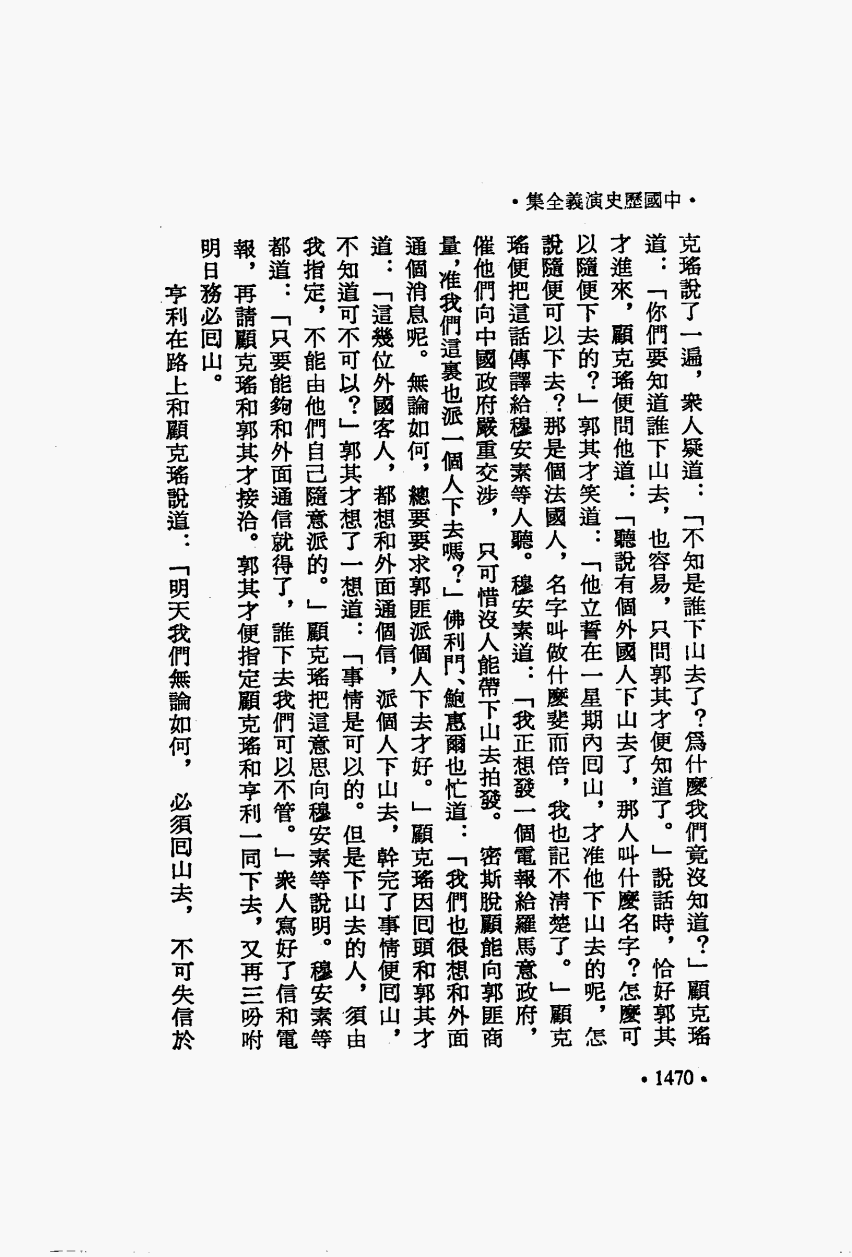 ·中國歷史演義全集·
克瑤說了一遍，衆人疑道：「不知是誰下山去了？爲什麼我們竟沒知道？」顧克瑤
道：「你們要知道誰下山去，也容易，只問郭其才便知道了。」說話時，恰好郭其
才進來，顧克瑤便問他道：「聽說有個外國人下山去了，那人叫什麼名字？怎麼可
以隨便下去的？」郭其才笑道：「他立誓在一星期內囘山，才准他下山去的呢，怎
說隨便可以下去？那是個法國人，名字叫做什麼斐而倍，我也記不清楚了。」顧克
瑤便把這話傳譯給穆安素等人聽。穆安素道：「我正想發一個電報給羅馬意政府，
催他們向中國政府嚴重交涉，只可惜沒人能帶下山去拍發。密斯脫顧能向郭匪商
量，准我們這裏也派一個人下去嗎？」佛利門、鮑惠爾也忙道：「我們也很想和外面
通個消息呢。無論如何，總要要求郭匪派個人下去才好。」顧克瑤因囘頭和郭其才
道：「這幾位外國客人，都想和外面通個信，派個人下山去，幹完了事情便囘山，
不知道可不可以？」郭其才想了一想道：「事情是可以的。但是下山去的人，須由
我指定，不能由他們自己隨意派的。」顧克瑤把這意思向穆安素等說明。穆安素等
都道：「只要能夠和外面通信就得了，誰下去我們可以不管。」衆人寫好了信和電
報，再請顧克瑤和郭其才接洽。郭其才便指定顧克瑤和亨利一同下去，又再三吩咐
明日務必囘山。
亨利在路上和顧克瑤說道：「明天我們無論如何，必須囘山去，不可失信於
·1470·